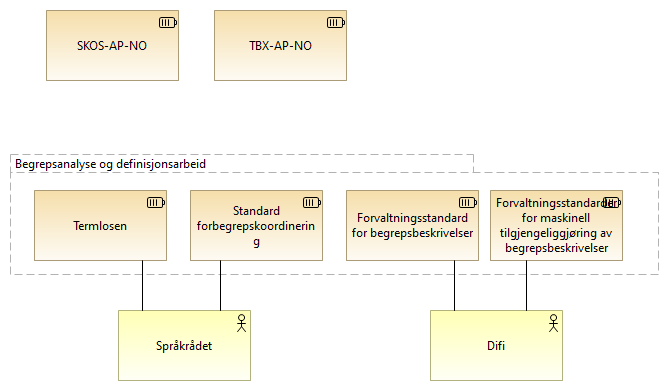 SKOS-AP-NO
TBX-AP-NO
Begrepsanalyse og definisjonsarbeid
Termlosen
Standard
forbegrepskoordinerin
g
Forvaltningsstandard
for begrepsbeskrivelser
Forvaltningsstandarder
for maskinell
tilgjengeliggjøring av
begrepsbeskrivelser
Språkrådet
Difi